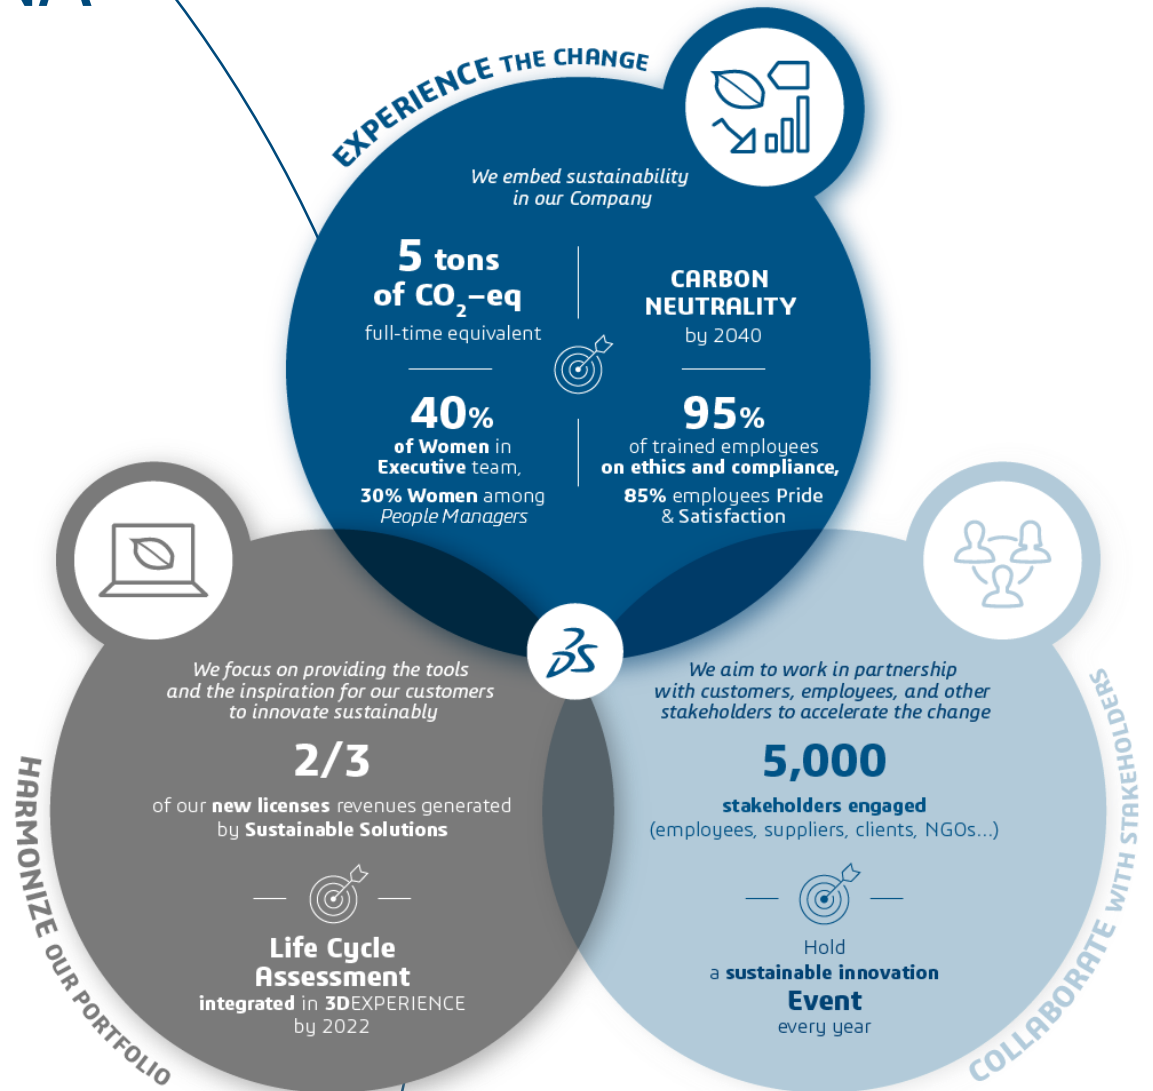 EXPERIENCE THE CHANGE
We embed sustainability
in our Company
5 tons
of CO₂–eq
full-time equivalent
CARBON
NEUTRALITY
by 2040
40%
of Women in
Executive team,
30% Women among
People Managers
95%
of trained employees
on ethics and compliance,
85% employees Pride
& Satisfaction
3DS
HARMONIZE OUR PORTFOLIO
We focus on providing the tools
and the inspiration for our customers
to innovate sustainably
2/3
of our new licenses revenues generated
by Sustainable Solutions
Life Cycle
Assessment
integrated in 3DEXPERIENCE
by 2022
COLLABORATE WITH STAKEHOLDERS
We aim to work in partnership
with customers, employees, and other
stakeholders to accelerate the change
5,000
stakeholders engaged
(employees, suppliers, clients, NGOs...)
Hold
a sustainable innovation
Event
every year